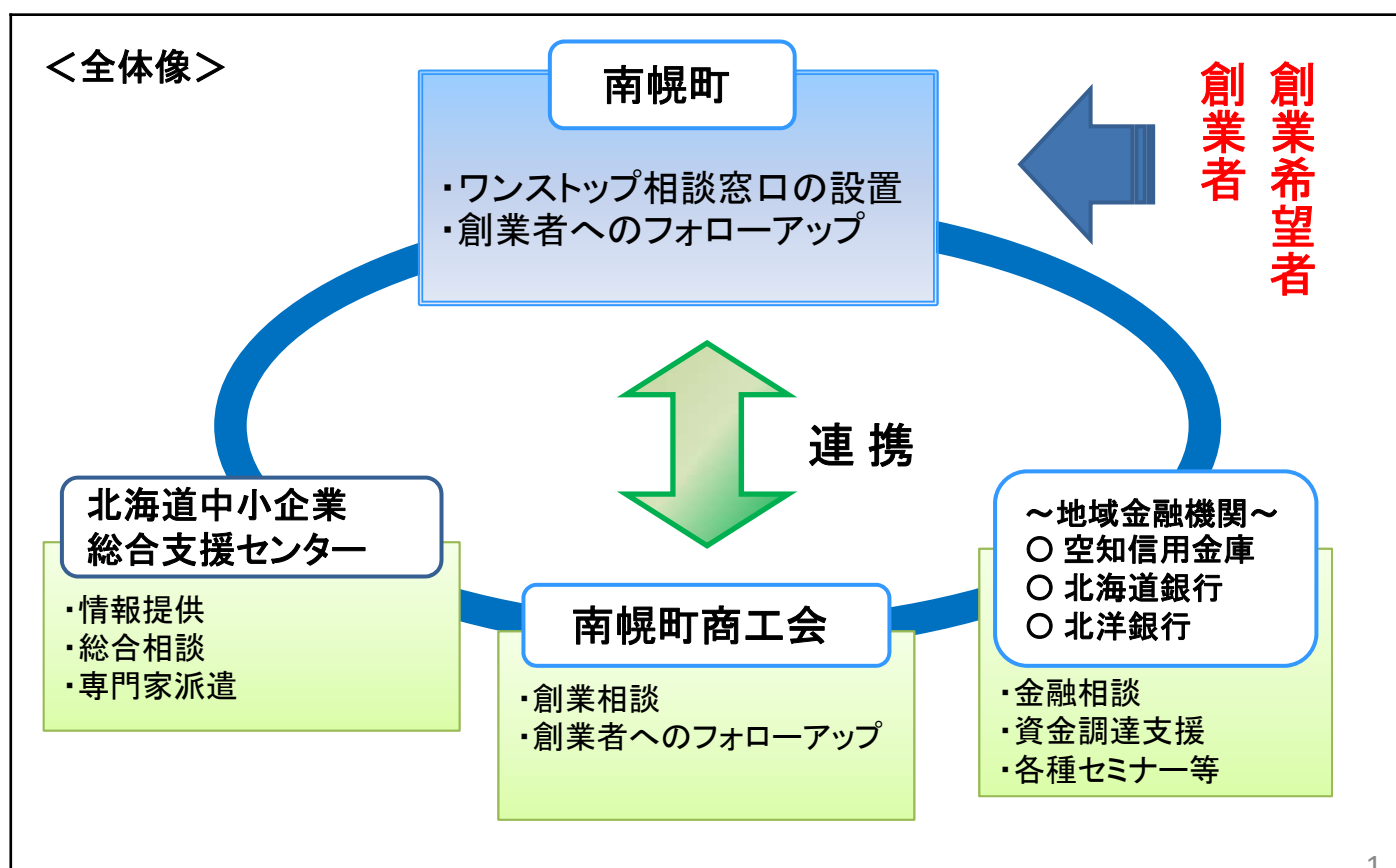 ＜全体像＞
南幌町
・ワンストップ相談窓口の設置
・創業者へのフォローアップ
創業希望者
創業者
連 携
北海道中小企業
総合支援センター
・情報提供
・総合相談
・専門家派遣
南幌町商工会
・創業相談
・創業者へのフォローアップ
～地域金融機関～
○ 空知信用金庫
○ 北海道銀行
○ 北洋銀行
・金融相談
・資金調達支援
・各種セミナー等
1